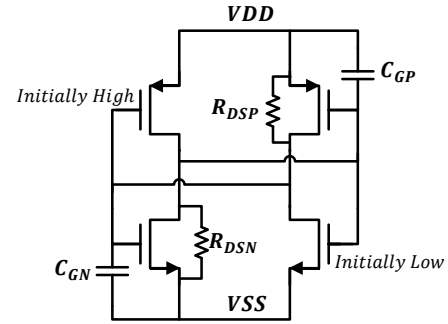 VDD
C_GP
Initially High
R_DSP
R_DSN
C_GN
Initially Low
VSS